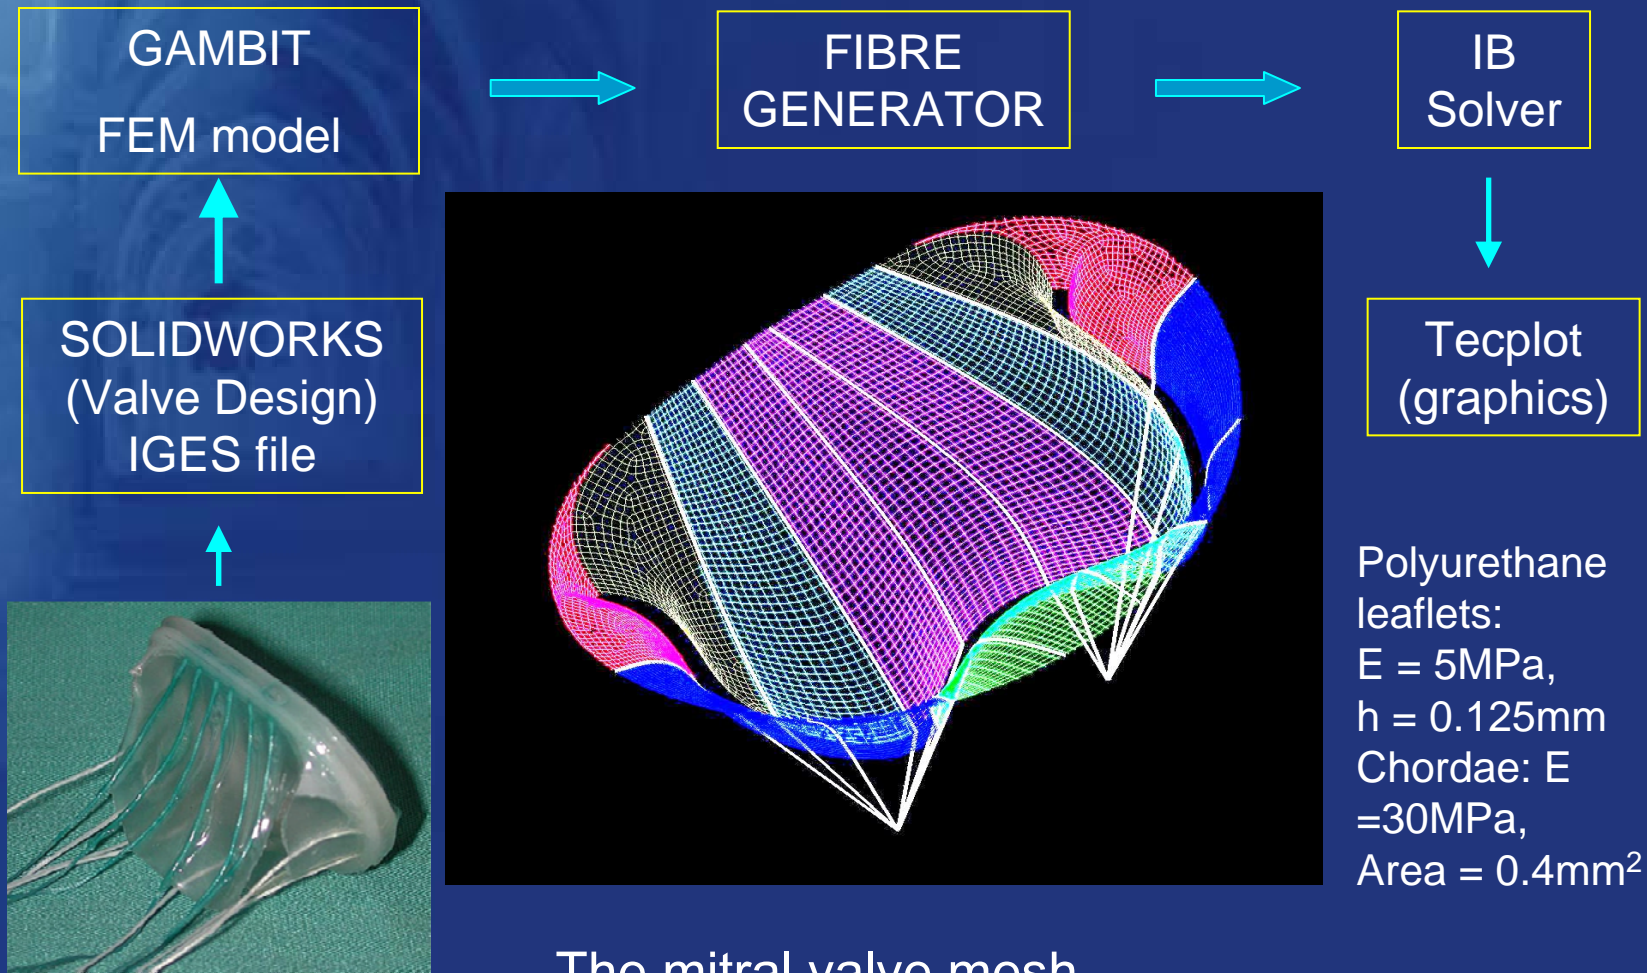 GAMBIT
FEM model
FIBRE
GENERATOR
IB
Solver
SOLIDWORKS
(Valve Design)
IGES file
Tecplot
(graphics)
Polyurethane
leaflets:
E = 5MPa,
h = 0.125mm
Chordae: E
=30MPa,
Area = 0.4mm²
The mitral valve mesh